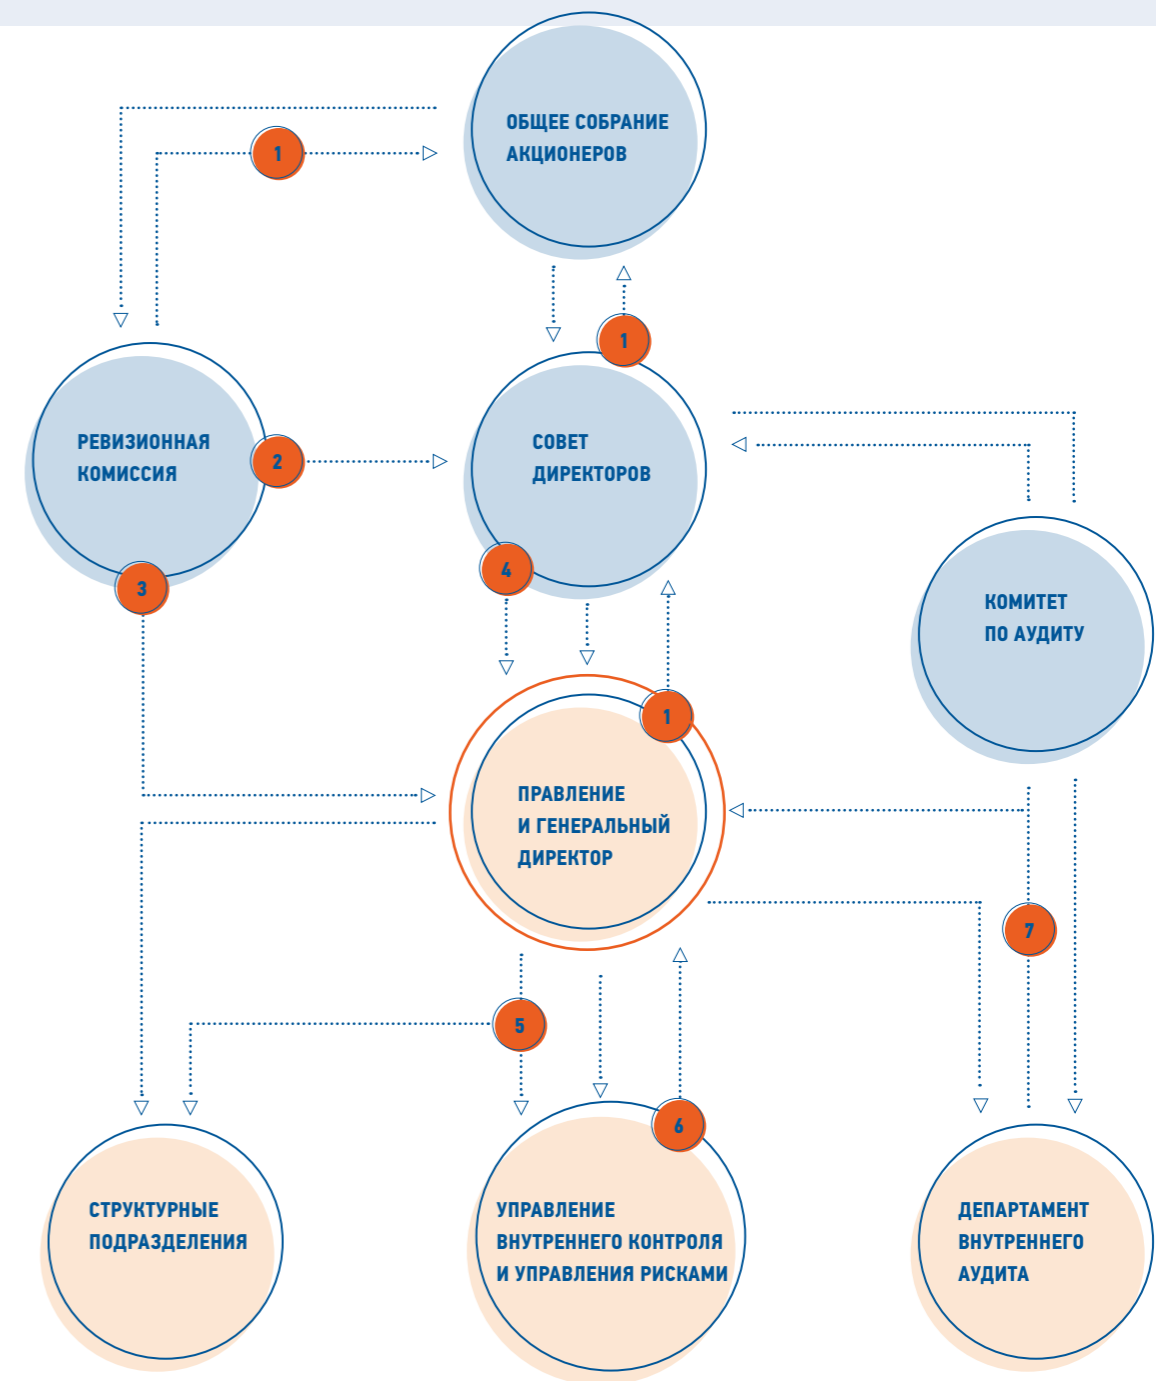 ОБЩЕЕ СОБРАНИЕ
АКЦИОНЕРОВ
1
1
РЕВИЗИОННАЯ
КОМИССИЯ
2
СОВЕТ
ДИРЕКТОРОВ
3
4
КОМИТЕТ
ПО АУДИТУ
1
ПРАВЛЕНИЕ
И ГЕНЕРАЛЬНЫЙ
ДИРЕКТОР
7
5
6
СТРУКТУРНЫЕ
ПОДРАЗДЕЛЕНИЯ
УПРАВЛЕНИЕ
ВНУТРЕННЕГО КОНТРОЛЯ
И УПРАВЛЕНИЯ РИСКАМИ
ДЕПАРТАМЕНТ
ВНУТРЕННЕГО
АУДИТА